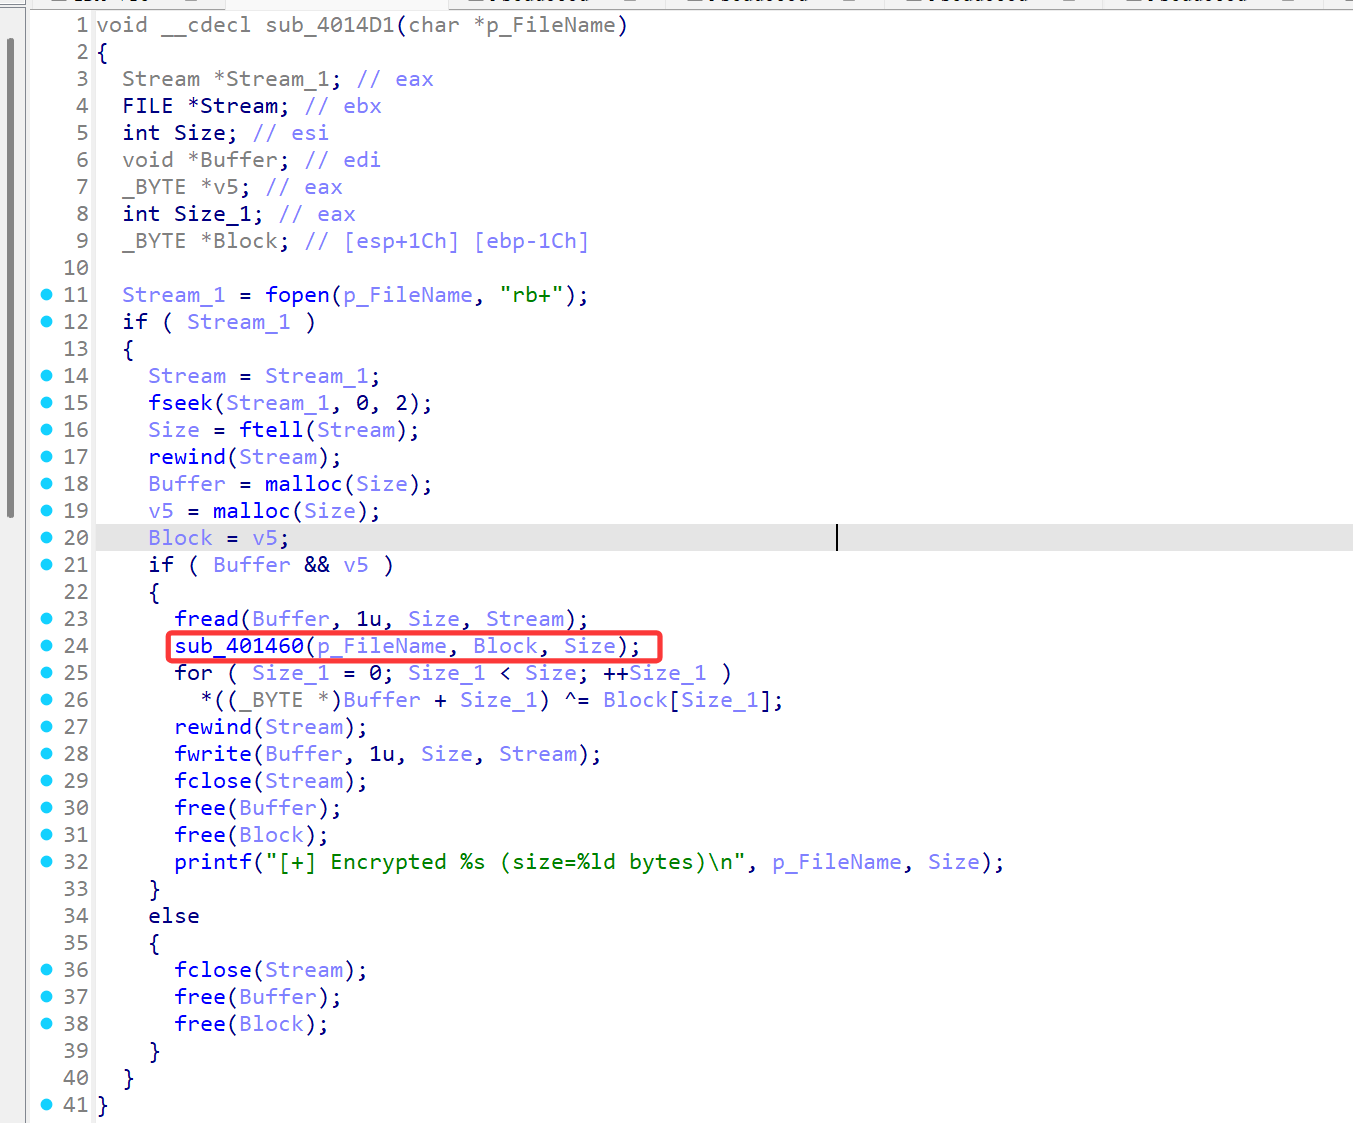 1 void __cdecl sub_4014D1(char *p_FileName)
2 {
3   Stream *Stream_1; // eax
4   FILE *Stream; // ebx
5   int Size; // esi
6   void *Buffer; // edi
7   _BYTE *v5; // eax
8   int Size_1; // eax
9   _BYTE *Block; // [esp+1Ch] [ebp-1Ch]
10
11   Stream_1 = fopen(p_FileName, "rb+");
12   if ( Stream_1 )
13   {
14     Stream = Stream_1;
15     fseek(Stream_1, 0, 2);
16     Size = ftell(Stream);
17     rewind(Stream);
18     Buffer = malloc(Size);
19     v5 = malloc(Size);
20     Block = v5;
21     if ( Buffer && v5 )
22     {
23       fread(Buffer, 1u, Size, Stream);
24       sub_401460(p_FileName, Block, Size);
25       for ( Size_1 = 0; Size_1 < Size; ++Size_1 )
26         *((_BYTE *)Buffer + Size_1) ^= Block[Size_1];
27       rewind(Stream);
28       fwrite(Buffer, 1u, Size, Stream);
29       fclose(Stream);
30       free(Buffer);
31       free(Block);
32       printf("[+] Encrypted %s (size=%ld bytes)\n", p_FileName, Size);
33     }
34     else
35     {
36       fclose(Stream);
37       free(Buffer);
38       free(Block);
39     }
40   }
41 }